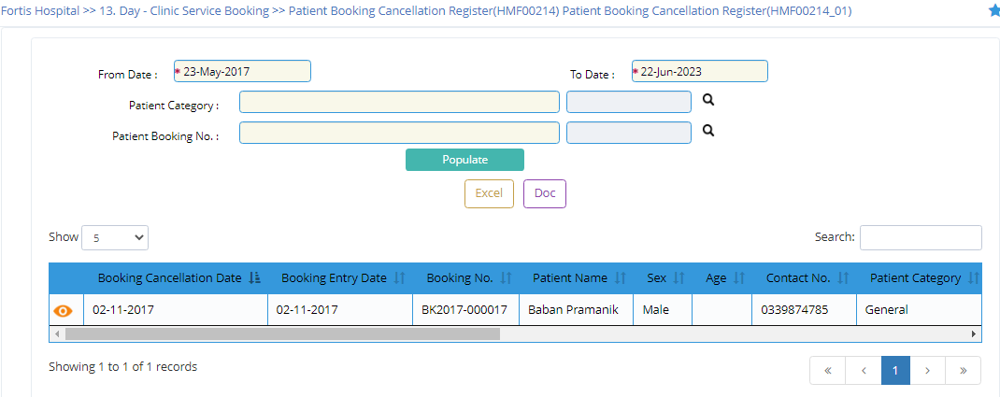 Fortis Hospital >> 13. Day - Clinic Service Booking >> Patient Booking Cancellation Register(HMF00214) Patient Booking Cancellation Register(HMF00214_01)
From Date : * 23-May-2017 To Date : * 22-Jun-2023
Patient Category :
Patient Booking No. :
Populate
Excel Doc
Show 5 Search:
Booking Cancellation Date Booking Entry Date Booking No. Patient Name Sex Age Contact No. Patient Category
02-11-2017 02-11-2017 BK2017-000017 Baban Pramanik Male 0339874785 General
Showing 1 to 1 of 1 records « ‹ 1 › »